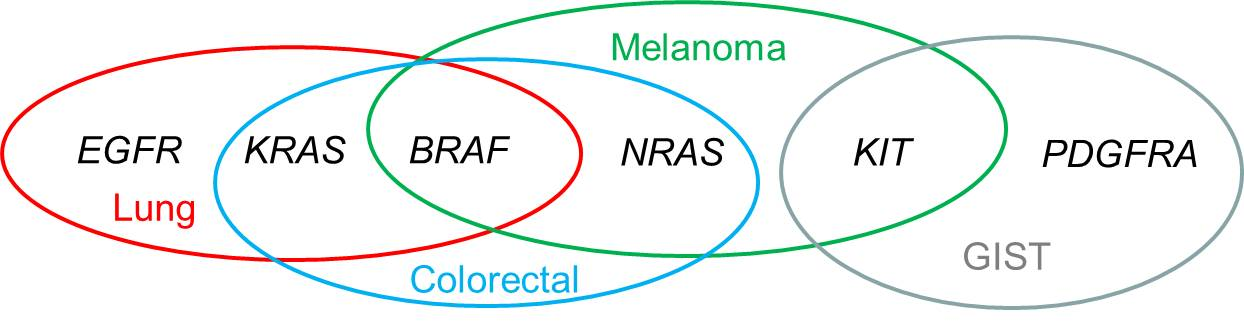 Melanoma
EGFR KRAS BRAF NRAS KIT PDGFRA
Lung
GIST
Colorectal